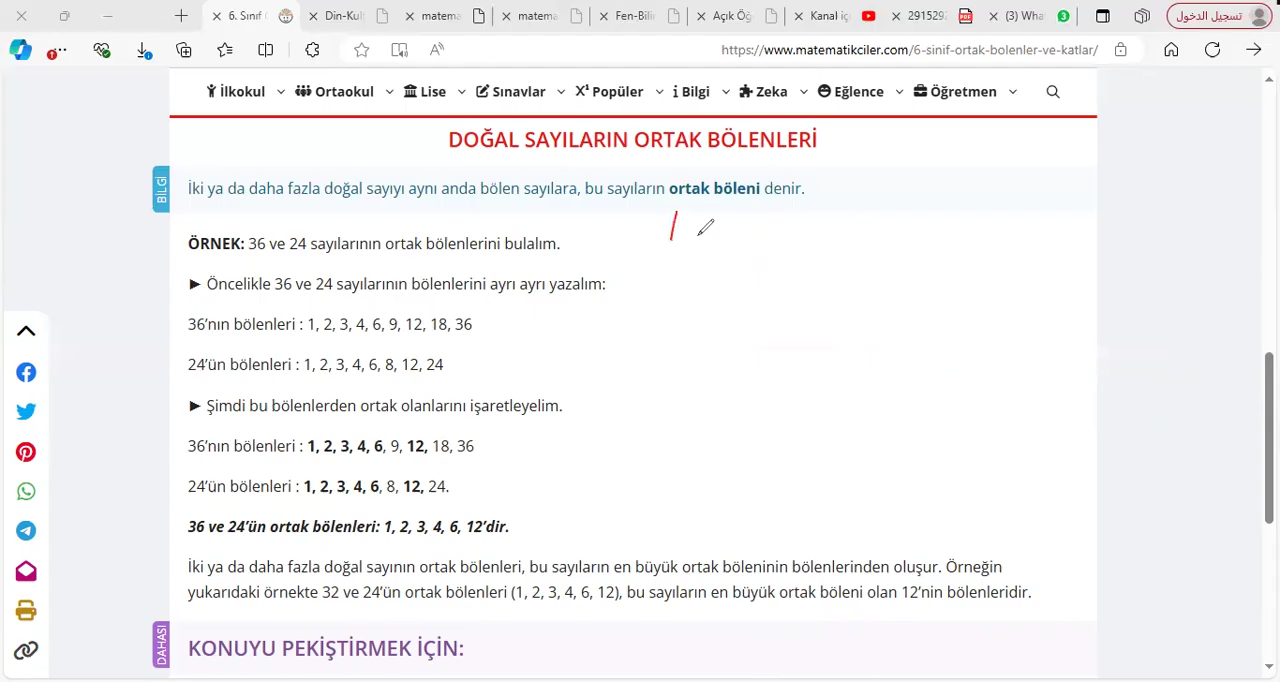 6. Sınıf
Din-Kul
matema
matema
Fen-Bili
Açık Öğ
Kanal iç
291529
(3) Wha
3
تسجيل الدخول
https://www.matematikciler.com/6-sinif-ortak-bolenler-ve-katlar/
İlkokul
Ortaokul
Lise
Sınavlar
X² Popüler
Bilgi
Zeka
Eğlence
Öğretmen
DOĞAL SAYILARIN ORTAK BÖLENLERİ
BİLGİ
İki ya da daha fazla doğal sayıyı aynı anda bölen sayılara, bu sayıların ortak böleni denir.
ÖRNEK: 36 ve 24 sayılarının ortak bölenlerini bulalım.
► Öncelikle 36 ve 24 sayılarının bölenlerini ayrı ayrı yazalım:
36’nın bölenleri : 1, 2, 3, 4, 6, 9, 12, 18, 36
24’ün bölenleri : 1, 2, 3, 4, 6, 8, 12, 24
► Şimdi bu bölenlerden ortak olanlarını işaretleyelim.
36’nın bölenleri : 1, 2, 3, 4, 6, 9, 12, 18, 36
24’ün bölenleri : 1, 2, 3, 4, 6, 8, 12, 24.
36 ve 24’ün ortak bölenleri: 1, 2, 3, 4, 6, 12’dir.
İki ya da daha fazla doğal sayının ortak bölenleri, bu sayıların en büyük ortak böleninin bölenlerinden oluşur. Örneğin
yukarıdaki örnekte 32 ve 24’ün ortak bölenleri (1, 2, 3, 4, 6, 12), bu sayıların en büyük ortak böleni olan 12’nin bölenleridir.
DAHASI
KONUYU PEKİŞTİRMEK İÇİN: